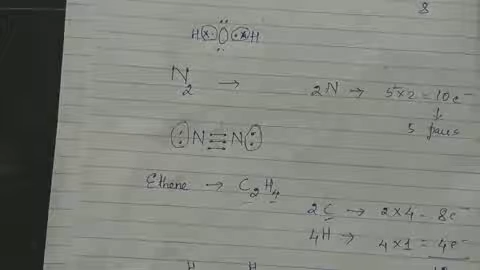 8
H O H
N2 → 2N → 5×2 = 10e⁻
↓
5 pairs
N ≡ N
Ethene → C2H4
2C → 2×4 = 8e⁻
4H → 4×1 = 4e⁻
H H